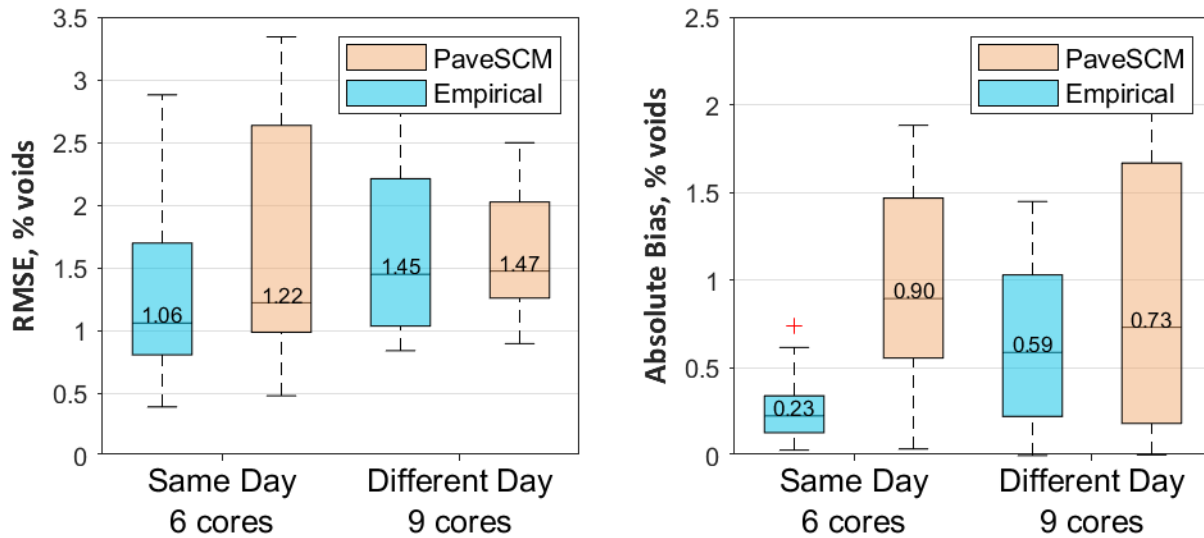 RMSE, % voids
3.5
3
2.5
2
1.5
1
0.5
0
PaveSCM
Empirical
1.06
1.22
1.45
1.47
Same Day
6 cores
Different Day
9 cores
Absolute Bias, % voids
2.5
2
1.5
1
0.5
0
PaveSCM
Empirical
0.23
0.90
0.59
0.73
Same Day
6 cores
Different Day
9 cores